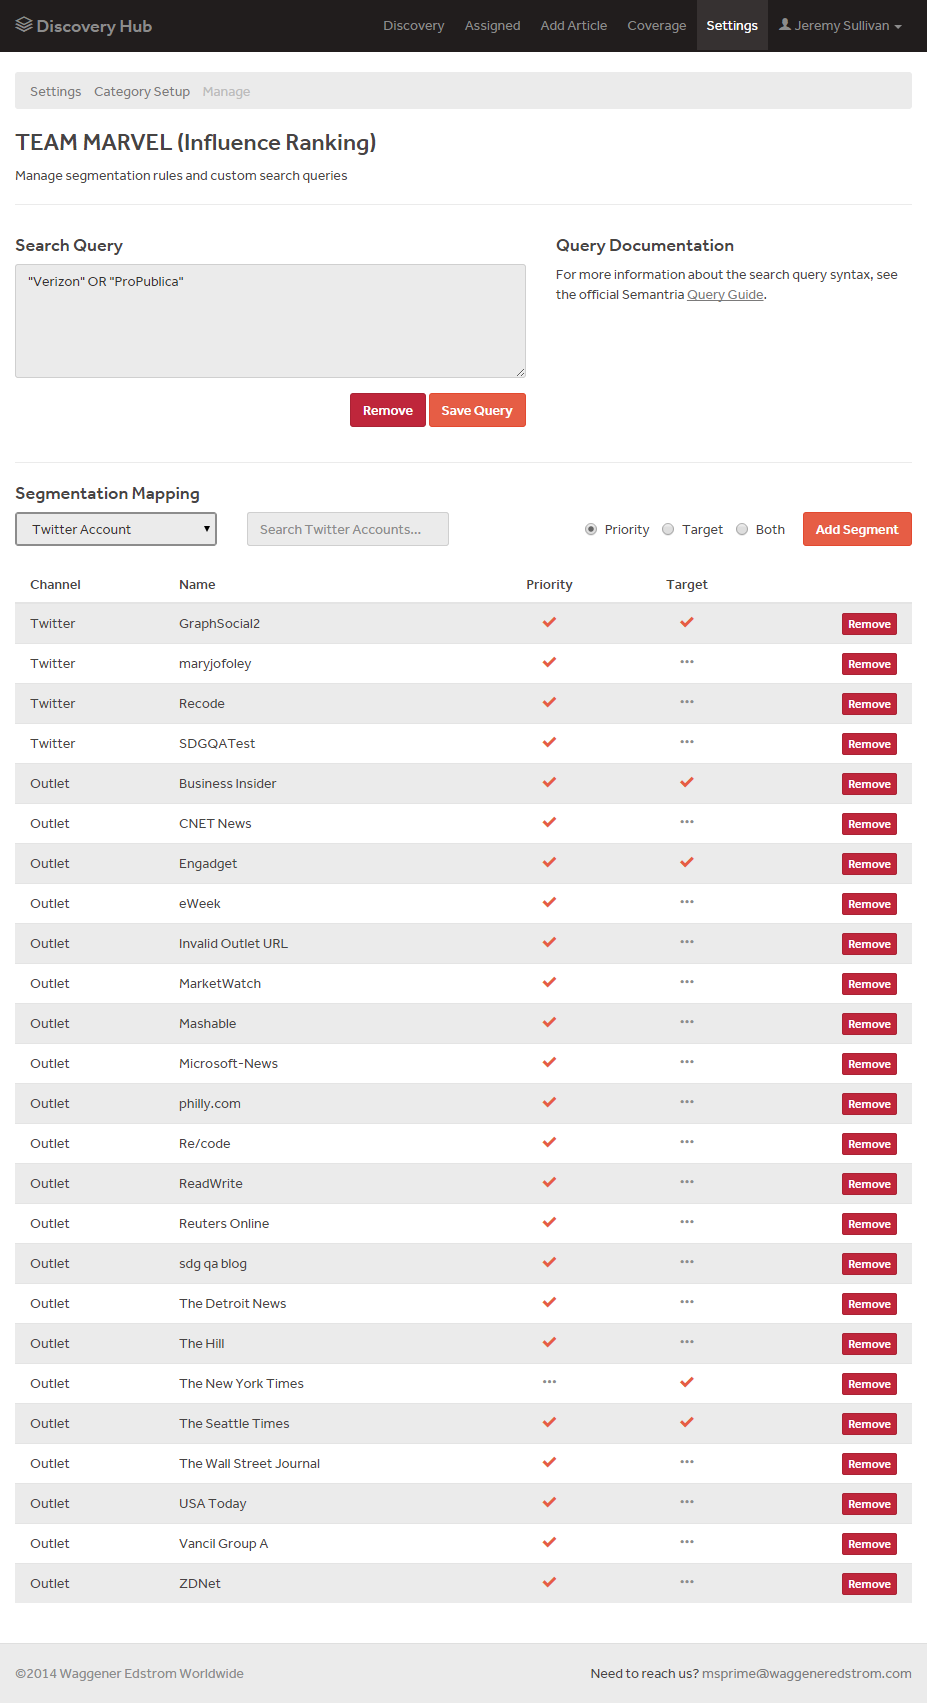 Discovery Hub Discovery Assigned Add Article Coverage Settings Jeremy Sullivan
Settings Category Setup Manage
TEAM MARVEL (Influence Ranking)
Manage segmentation rules and custom search queries
Search Query
"Verizon" OR "ProPublica"
Remove Save Query
Query Documentation
For more information about the search query syntax, see
the official Semantria Query Guide.
Segmentation Mapping
Twitter Account Search Twitter Accounts... Priority Target Both Add Segment
Channel Name Priority Target
Twitter GraphSocial2 Remove
Twitter maryjofoley Remove
Twitter Recode Remove
Twitter SDGQATest Remove
Outlet Business Insider Remove
Outlet CNET News Remove
Outlet Engadget Remove
Outlet eWeek Remove
Outlet Invalid Outlet URL Remove
Outlet MarketWatch Remove
Outlet Mashable Remove
Outlet Microsoft-News Remove
Outlet philly.com Remove
Outlet Re/code Remove
Outlet ReadWrite Remove
Outlet Reuters Online Remove
Outlet sdg qa blog Remove
Outlet The Detroit News Remove
Outlet The Hill Remove
Outlet The New York Times Remove
Outlet The Seattle Times Remove
Outlet The Wall Street Journal Remove
Outlet USA Today Remove
Outlet Vancil Group A Remove
Outlet ZDNet Remove
©2014 Waggener Edstrom Worldwide Need to reach us? msprime@waggeneredstrom.com